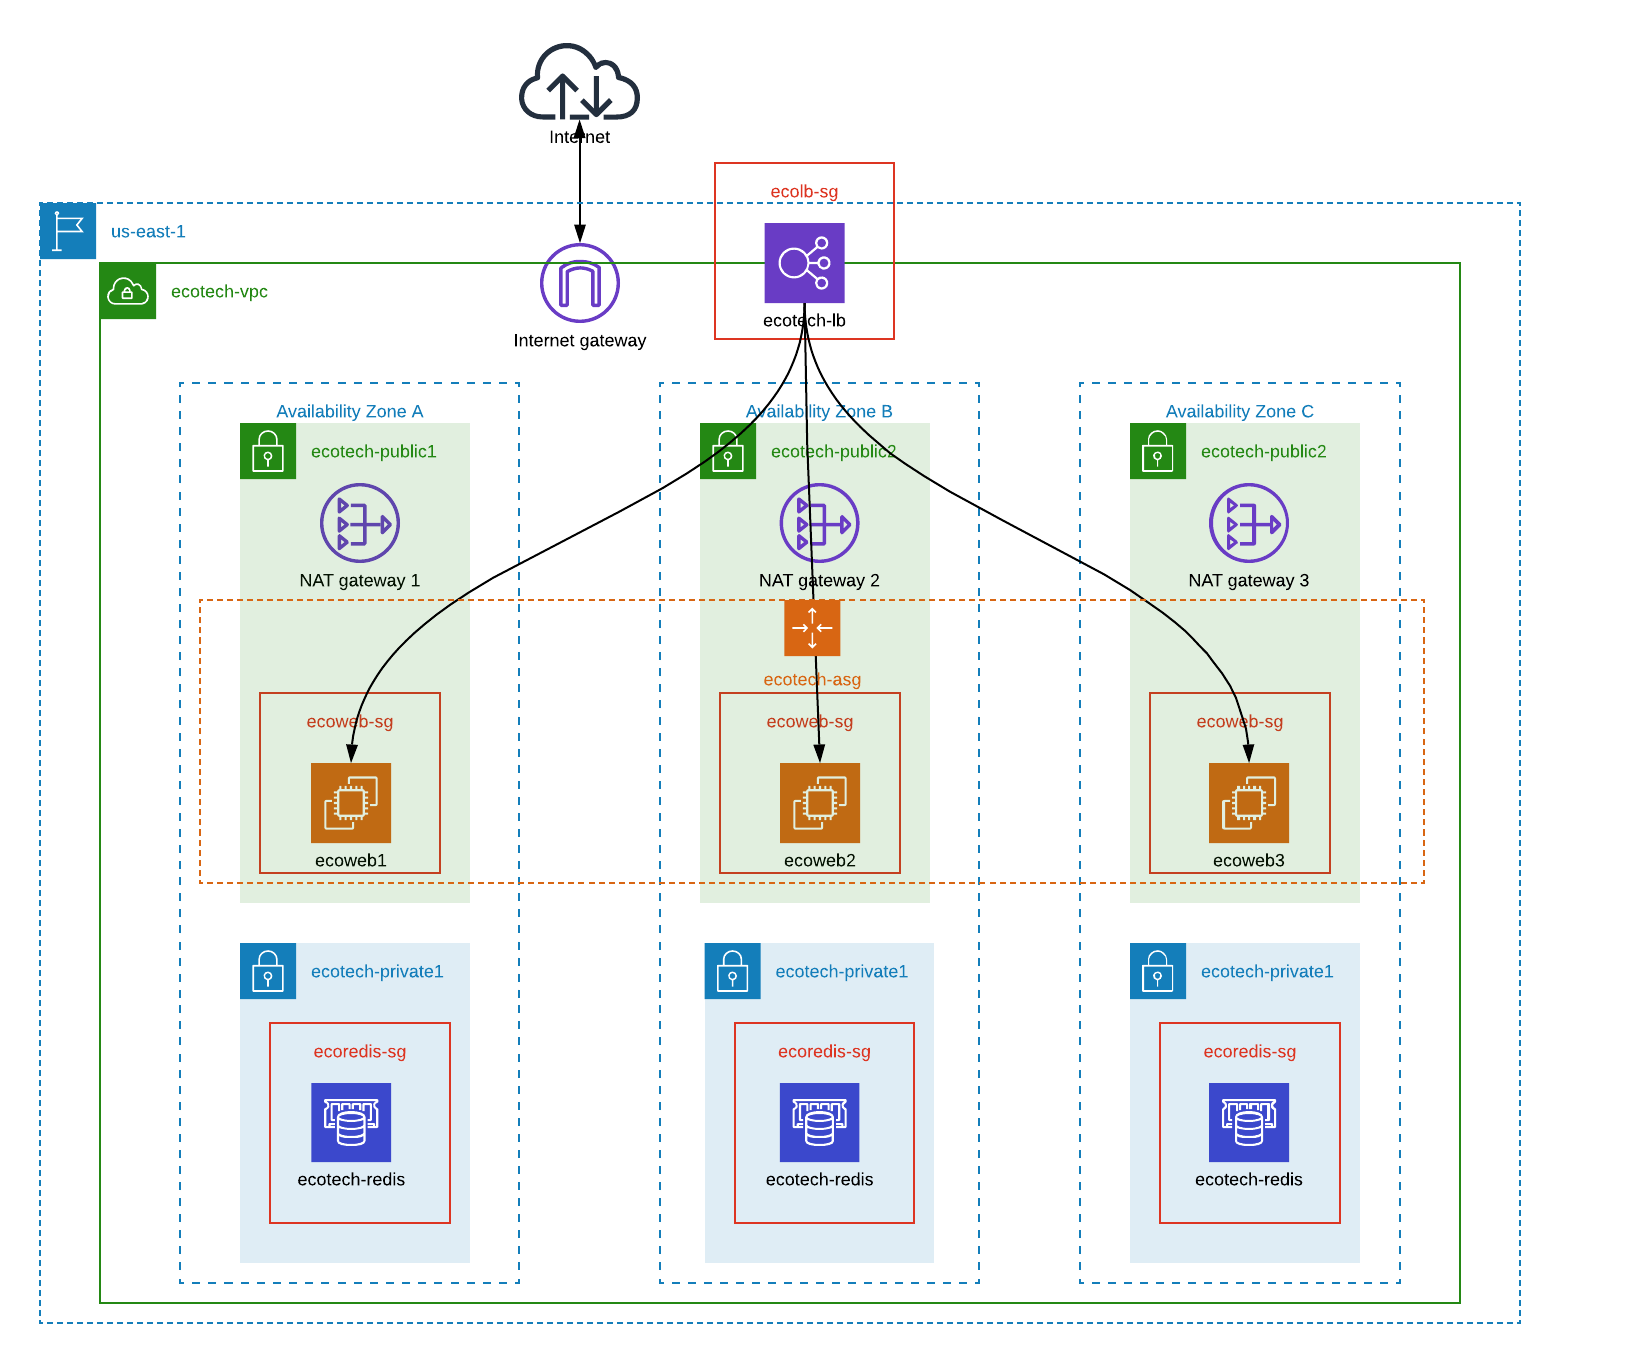 Internet
ecolb-sg
us-east-1
ecotech-vpc
Internet gateway
ecotech-lb
Availability Zone A
Availability Zone B
Availability Zone C
ecotech-public1
ecotech-public2
ecotech-public2
NAT gateway 1
NAT gateway 2
NAT gateway 3
ecotech-asg
ecoweb-sg
ecoweb-sg
ecoweb-sg
ecoweb1
ecoweb2
ecoweb3
ecotech-private1
ecotech-private1
ecotech-private1
ecoredis-sg
ecoredis-sg
ecoredis-sg
ecotech-redis
ecotech-redis
ecotech-redis